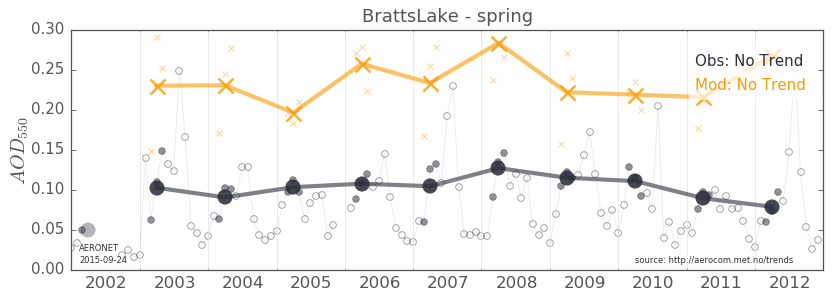 BrattsLake - spring
0.30
0.25
0.20
0.15
0.10
0.05
0.00
AOD550
Obs: No Trend
Mod: No Trend
AERONET
2015-09-24
source: http://aerocom.met.no/trends
2002 2003 2004 2005 2006 2007 2008 2009 2010 2011 2012